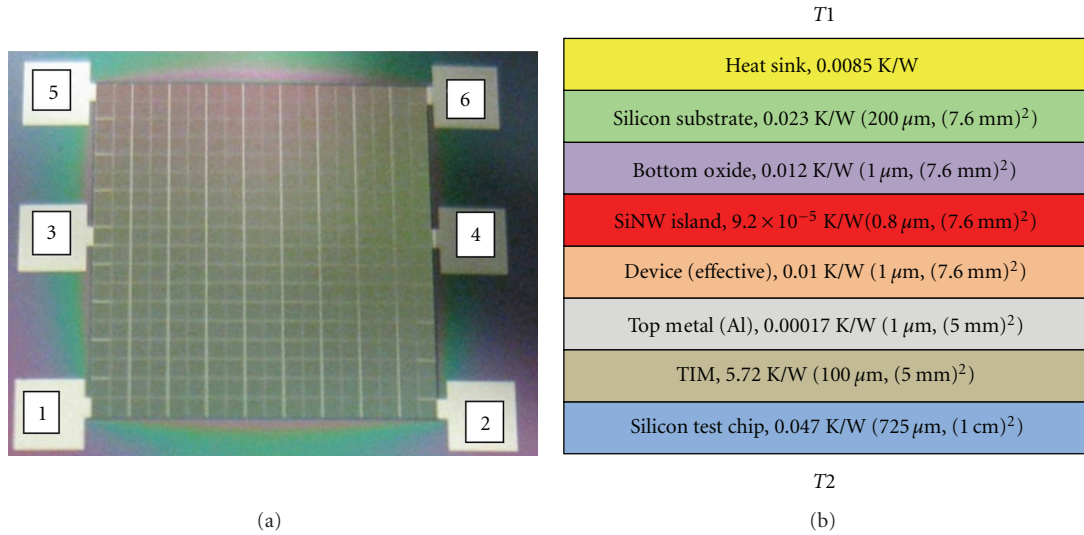 5
6
3
4
1
2
(a)
T1
Heat sink, 0.0085 K/W
Silicon substrate, 0.023 K/W (200 μm, (7.6 mm)²)
Bottom oxide, 0.012 K/W (1 μm, (7.6 mm)²)
SiNW island, 9.2 × 10⁻⁵ K/W(0.8 μm, (7.6 mm)²)
Device (effective), 0.01 K/W (1 μm, (7.6 mm)²)
Top metal (Al), 0.00017 K/W (1 μm, (5 mm)²)
TIM, 5.72 K/W (100 μm, (5 mm)²)
Silicon test chip, 0.047 K/W (725 μm, (1 cm)²)
T2
(b)